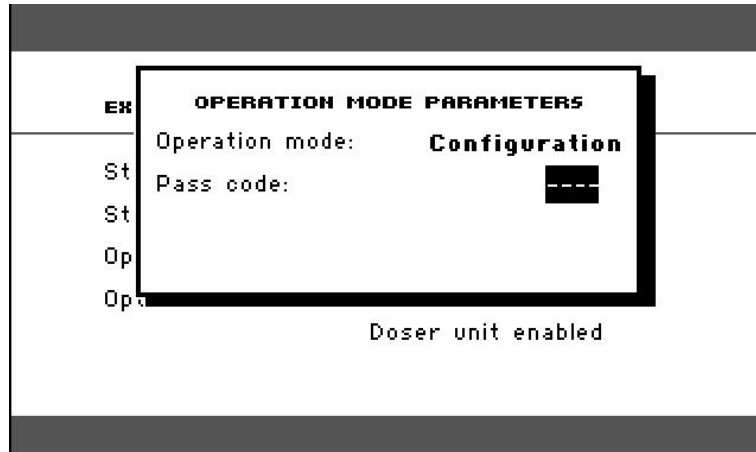 EX
OPERATION MODE PARAMETERS
Operation mode: Configuration
Pass code: ----
St
St
Op
Op
Doser unit enabled